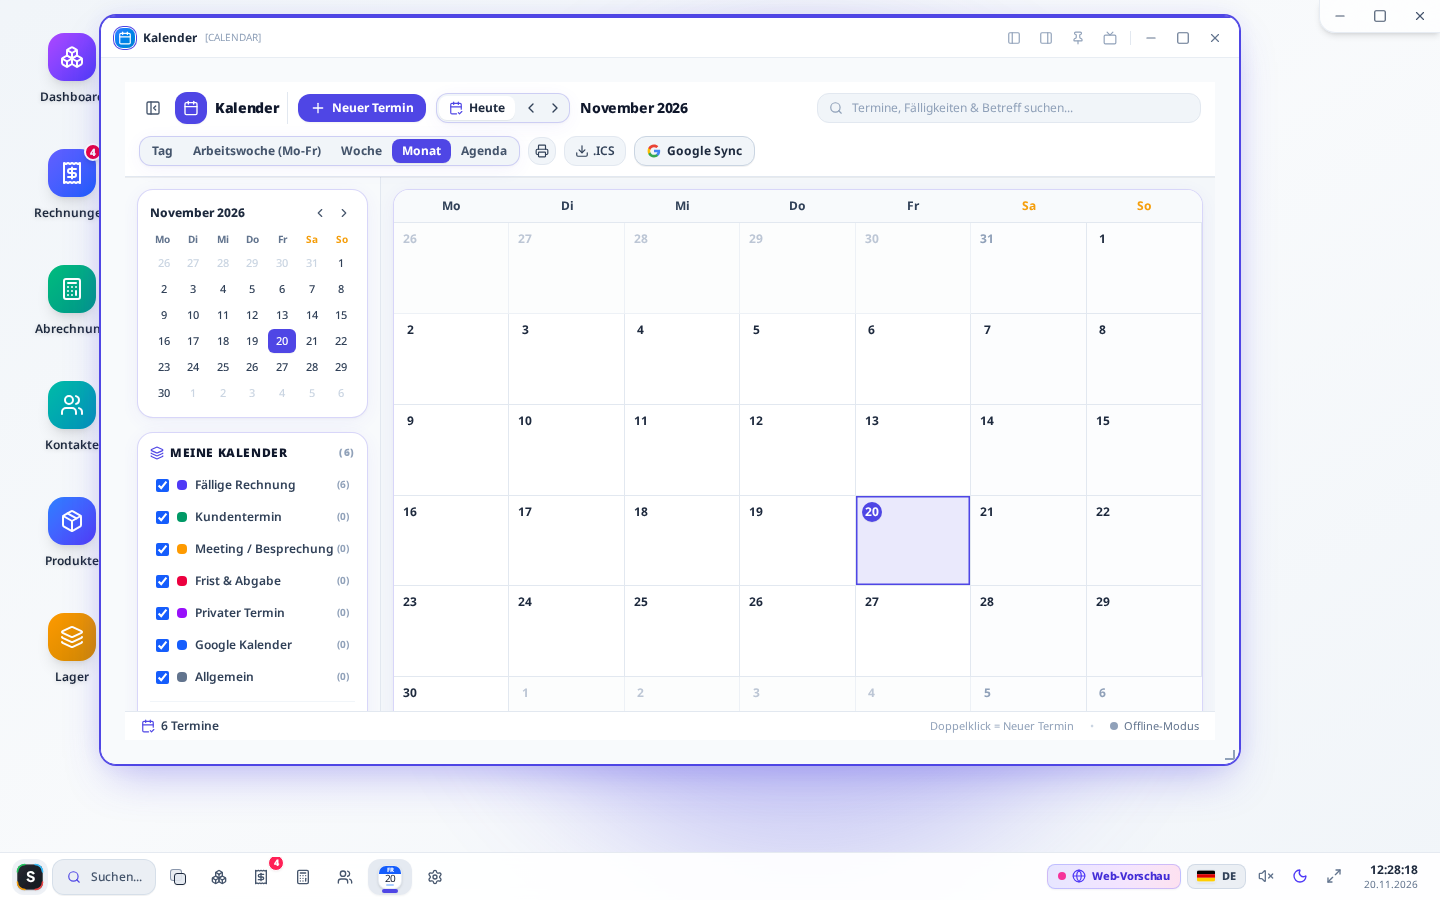 Kalender [CALENDAR]
Dashboard
4
Rechnunge
Abrechnun
Kontakte
Produkte
Lager
Kalender
Neuer Termin
Heute
November 2026
Termine, Fälligkeiten & Betreff suchen...
Tag
Arbeitswoche (Mo-Fr)
Woche
Monat
Agenda
.ICS
Google Sync
November 2026
Mo Di Mi Do Fr Sa So
26 27 28 29 30 31 1
2 3 4 5 6 7 8
9 10 11 12 13 14 15
16 17 18 19 20 21 22
23 24 25 26 27 28 29
30 1 2 3 4 5 6
MEINE KALENDER (6)
Fällige Rechnung (6)
Kundentermin (0)
Meeting / Besprechung (0)
Frist & Abgabe (0)
Privater Termin (0)
Google Kalender (0)
Allgemein (0)
Mo Di Mi Do Fr Sa So
26 27 28 29 30 31 1
2 3 4 5 6 7 8
9 10 11 12 13 14 15
16 17 18 19 20 21 22
23 24 25 26 27 28 29
30 1 2 3 4 5 6
6 Termine
Doppelklick = Neuer Termin • Offline-Modus
S
Suchen...
4
FR
20
Web-Vorschau
DE
12:28:18
20.11.2026